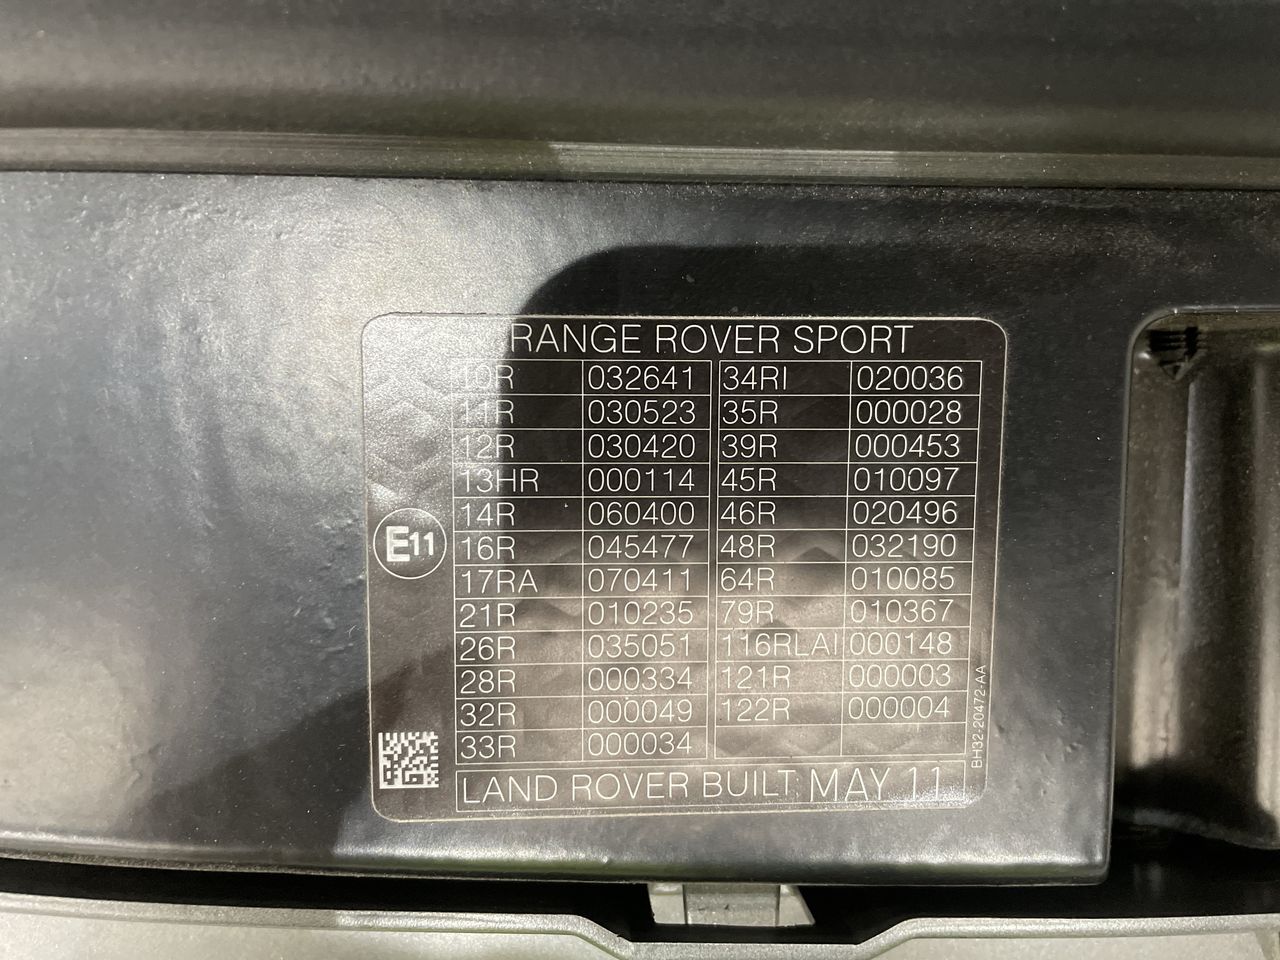 RANGE ROVER SPORT
10R 032641 34RI 020036
11R 030523 35R 000028
12R 030420 39R 000453
13HR 000114 45R 010097
14R 060400 46R 020496
E11
16R 045477 48R 032190
17RA 070411 64R 010085
21R 010235 79R 010367
26R 035051 116RLAI 000148
28R 000334 121R 000003
32R 000049 122R 000004
33R 000034
BH32-20472-AA
LAND ROVER BUILT: MAY 11